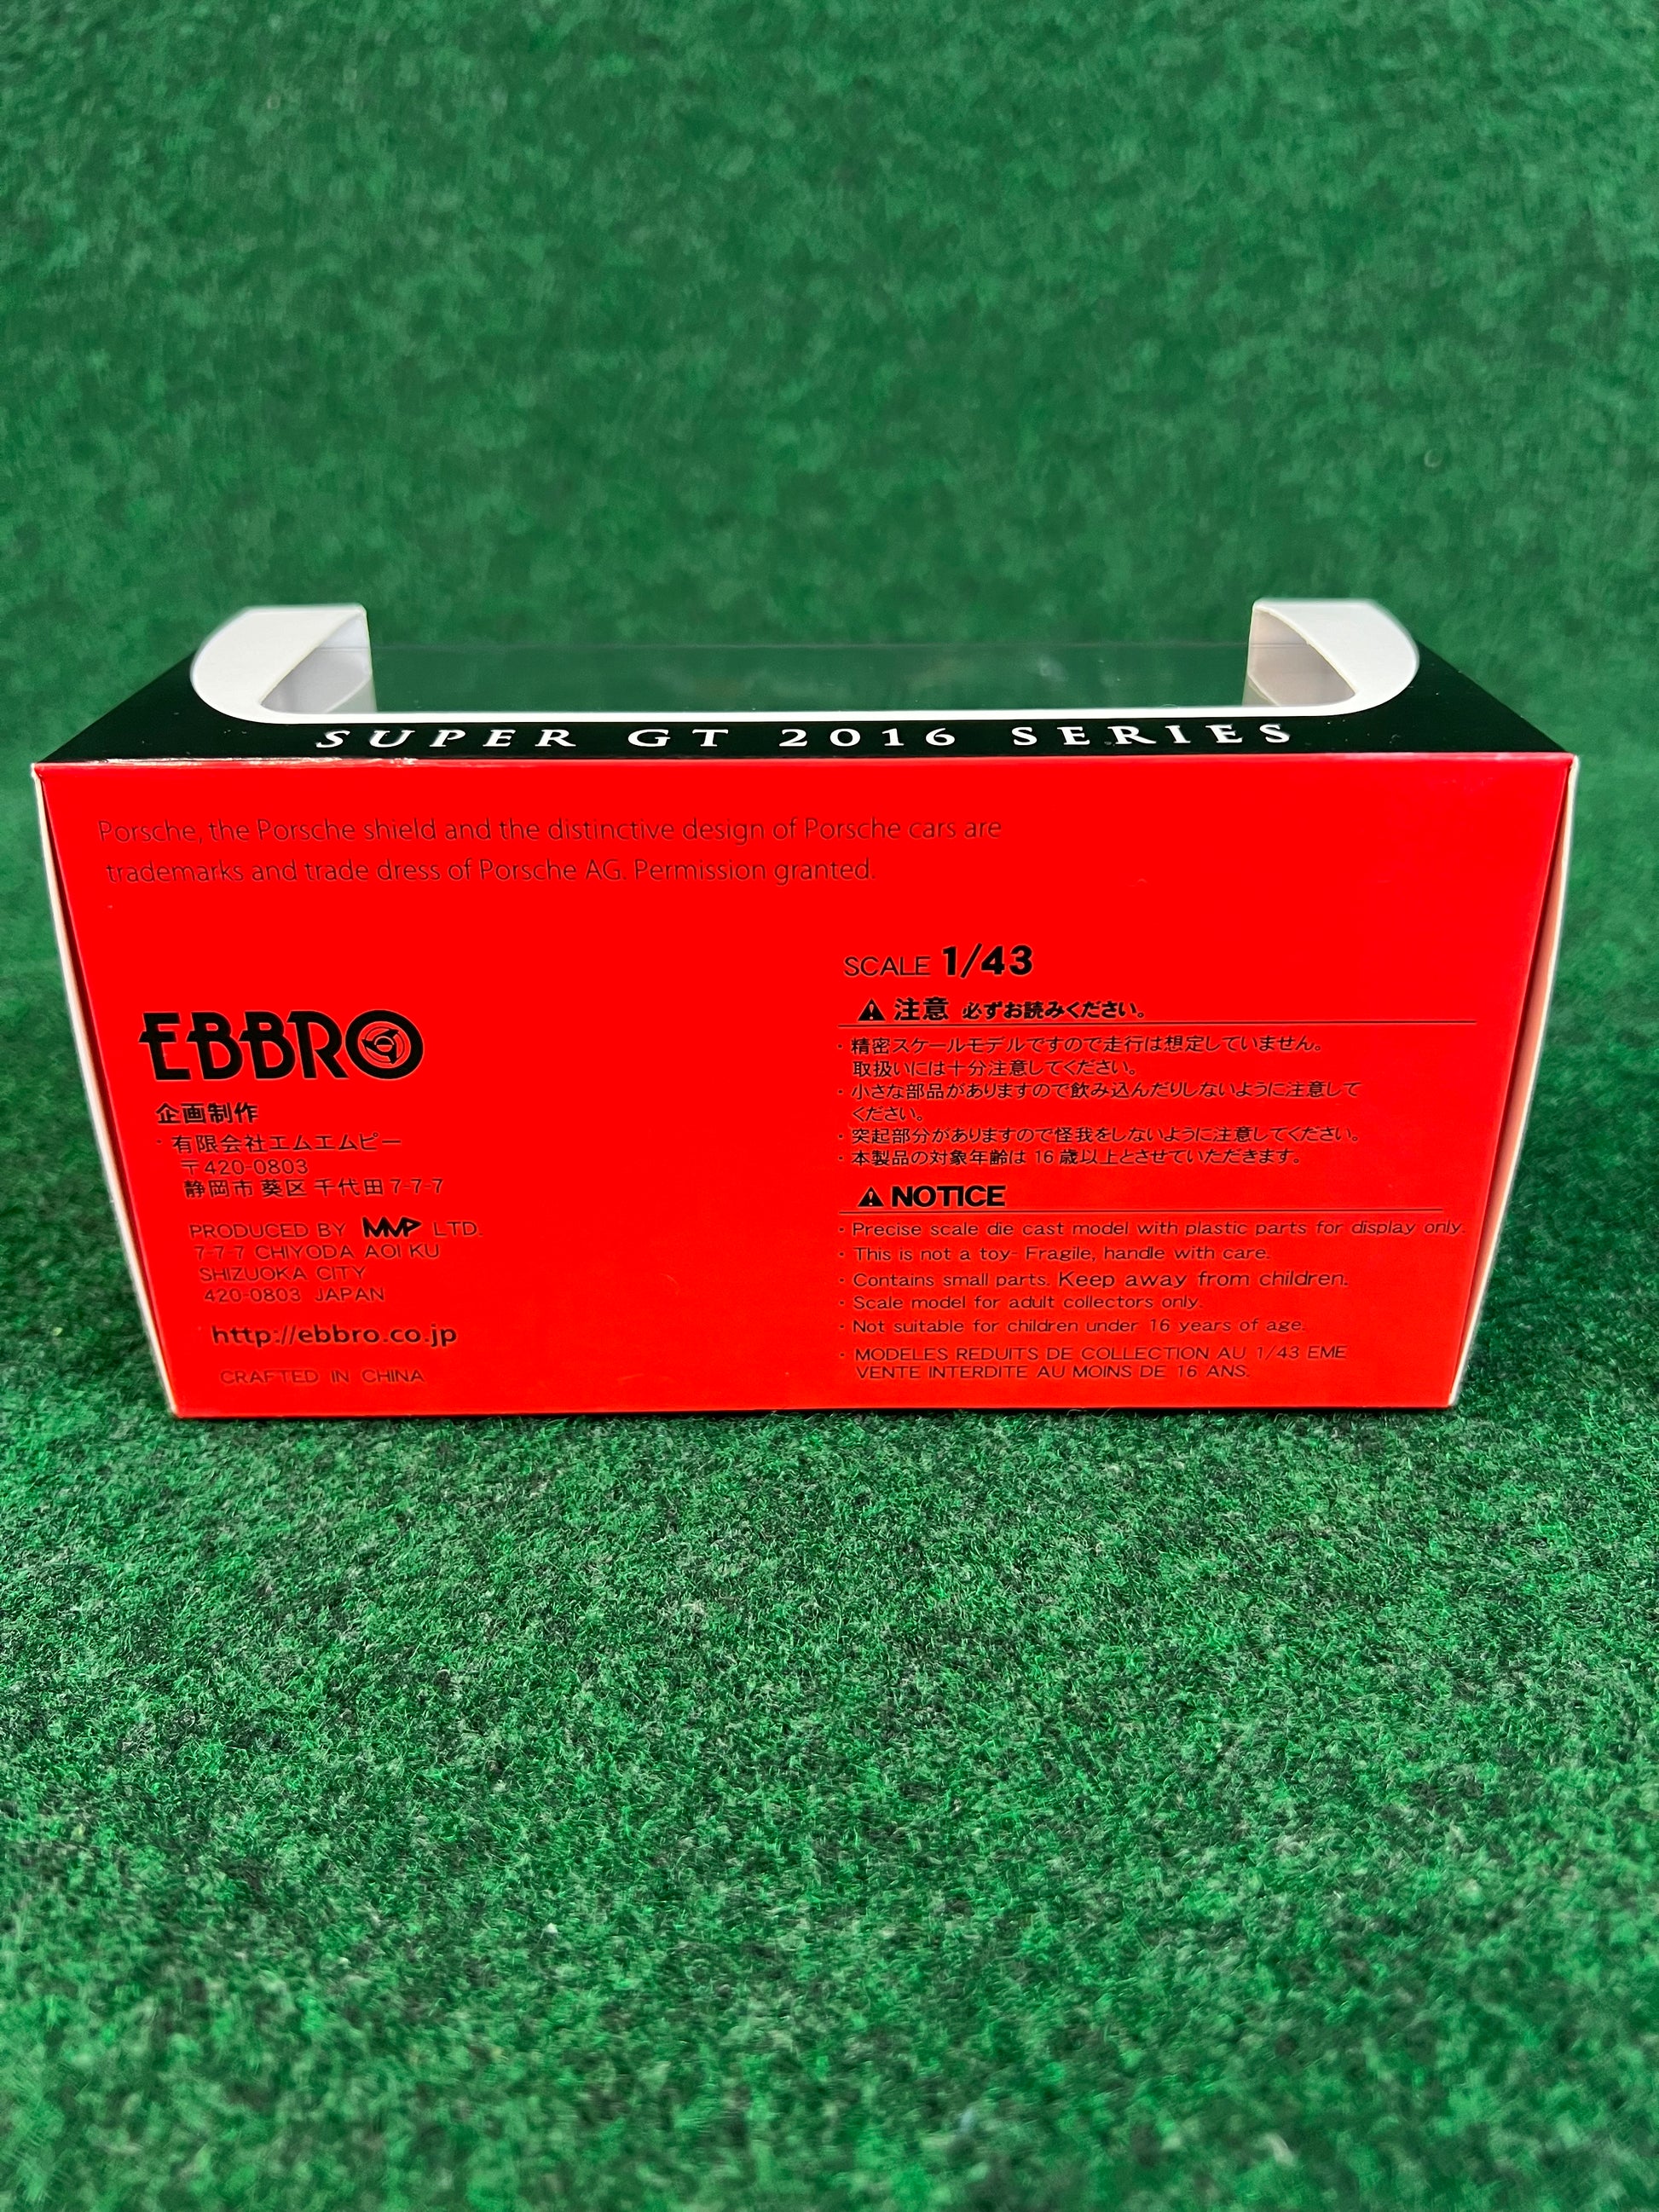 SUPER GT 2016 SERIES
Porsche, the Porsche shield and the distinctive design of Porsche cars are
trademarks and trade dress of Porsche AG. Permission granted.
EBBRO
企画制作
・有限会社エムエムピー
〒420-0803
静岡市 葵区 千代田 7-7-7
PRODUCED BY MMP LTD.
7-7-7 CHIYODA AOI KU
SHIZUOKA CITY
420-0803 JAPAN
http://ebbro.co.jp
CRAFTED IN CHINA
SCALE 1/43
注意 必ずお読みください。
・精密スケールモデルですので走行は想定していません。
取扱いには十分注意してください。
・小さな部品がありますので飲み込んだりしないように注意して
ください。
・突起部分がありますので怪我をしないように注意してください。
・本製品の対象年齢は 16 歳以上とさせていただきます。
NOTICE
・Precise scale die cast model with plastic parts for display only.
・This is not a toy- Fragile, handle with care.
・Contains small parts. Keep away from children.
・Scale model for adult collectors only.
・Not suitable for children under 16 years of age.
・MODELES REDUITS DE COLLECTION AU 1/43 EME
VENTE INTERDITE AU MOINS DE 16 ANS.